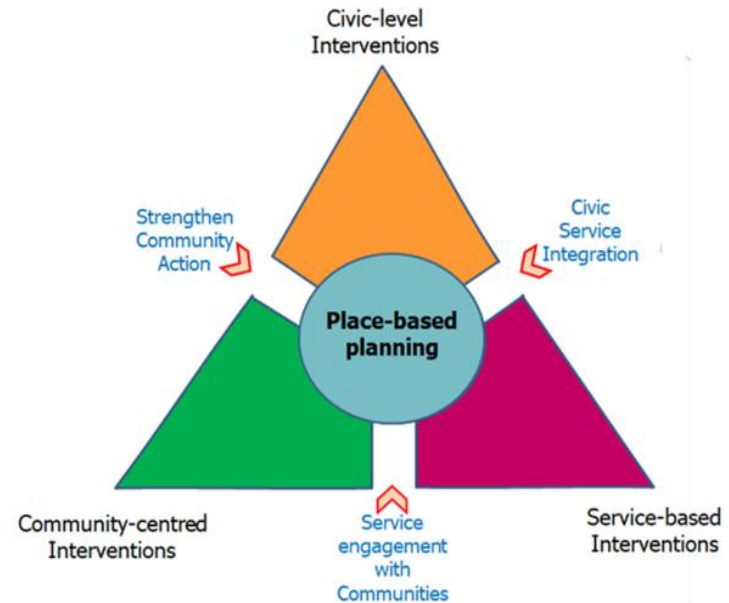 Civic-level
Interventions
Strengthen
Community
Action
Civic
Service
Integration
Place-based
planning
Community-centred
Interventions
Service
engagement
with
Communities
Service-based
Interventions